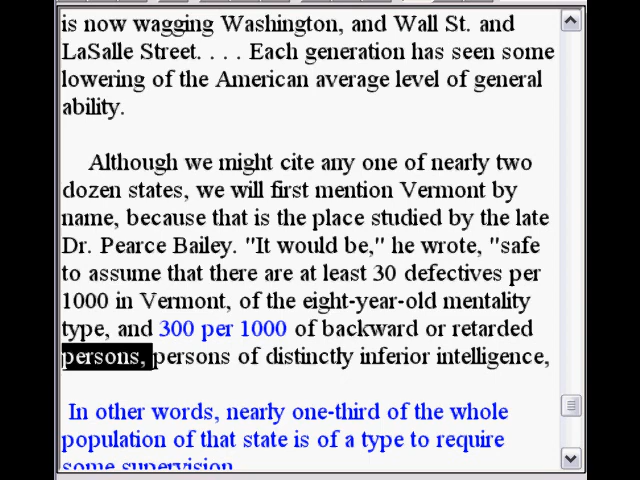 is now wagging Washington, and Wall St. and
LaSalle Street. . . . Each generation has seen some
lowering of the American average level of general
ability.
Although we might cite any one of nearly two
dozen states, we will first mention Vermont by
name, because that is the place studied by the late
Dr. Pearce Bailey. "It would be," he wrote, "safe
to assume that there are at least 30 defectives per
1000 in Vermont, of the eight-year-old mentality
type, and 300 per 1000 of backward or retarded
persons, persons of distinctly inferior intelligence,
In other words, nearly one-third of the whole
population of that state is of a type to require
some supervision